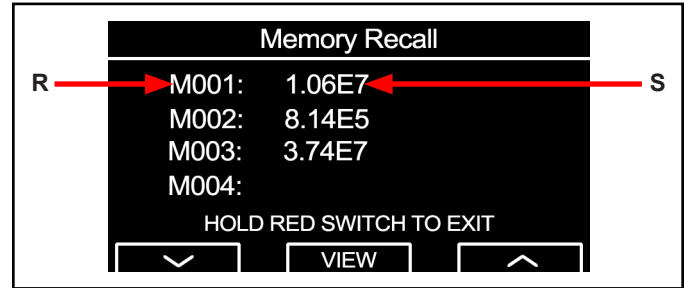 Memory Recall
R M001: 1.06E7 S
M002: 8.14E5
M003: 3.74E7
M004:
HOLD RED SWITCH TO EXIT
VIEW